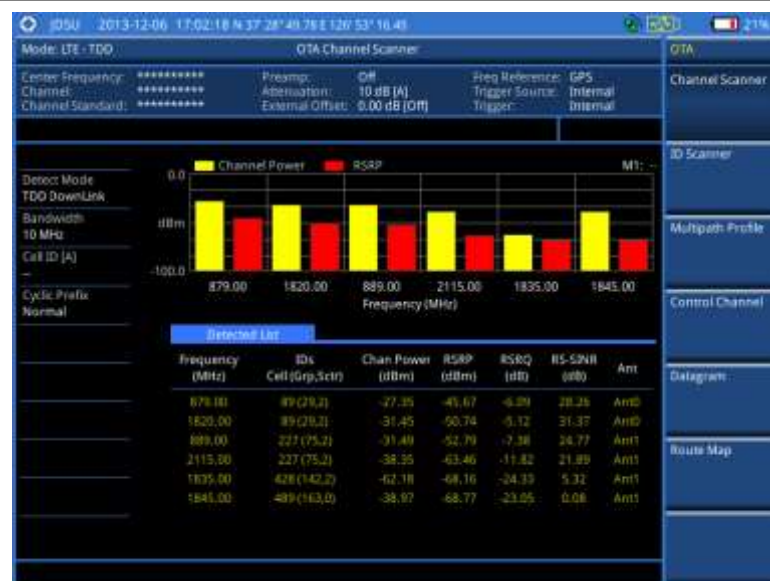 JDSU 2013-12-06 17:02:18 N 37° 28" 49.78 E 126° 53" 16.43 21%
Mode: LTE - TDD OTA Channel Scanner OTA
Center Frequency: ********** Preamp: Off Freq Reference: GPS
Channel: ********** Attenuation: 10 dB [A] Trigger Source: Internal
Channel Standard: ********** External Offset: 0.00 dB [Off] Trigger: Internal
Channel Scanner
ID Scanner
Multipath Profile
Control Channel
Datagram
Route Map
Detect Mode
TDD DownLink
Bandwidth
10 MHz
Cell ID [A]
--
Cyclic Prefix
Normal
Channel Power RSRP M1: --
0.0
dBm
-100.0
879.00 1820.00 889.00 2115.00 1835.00 1845.00
Frequency (MHz)
Detected List
Frequency (MHz) IDs Cell (Grp,Sctr) Chan Power (dBm) RSRP (dBm) RSRQ (dB) RS-SINR (dB) Ant
879.00 89 (29,2) -27.35 -45.67 -6.09 28.26 Ant0
1820.00 89 (29,2) -31.45 -50.74 -5.12 31.37 Ant0
889.00 227 (75,2) -31.49 -52.79 -7.38 24.77 Ant1
2115.00 227 (75,2) -38.35 -63.46 -11.82 21.89 Ant1
1835.00 428 (142,2) -62.18 -68.16 -24.33 5.32 Ant1
1845.00 489 (163,0) -38.97 -68.77 -23.05 0.08 Ant1